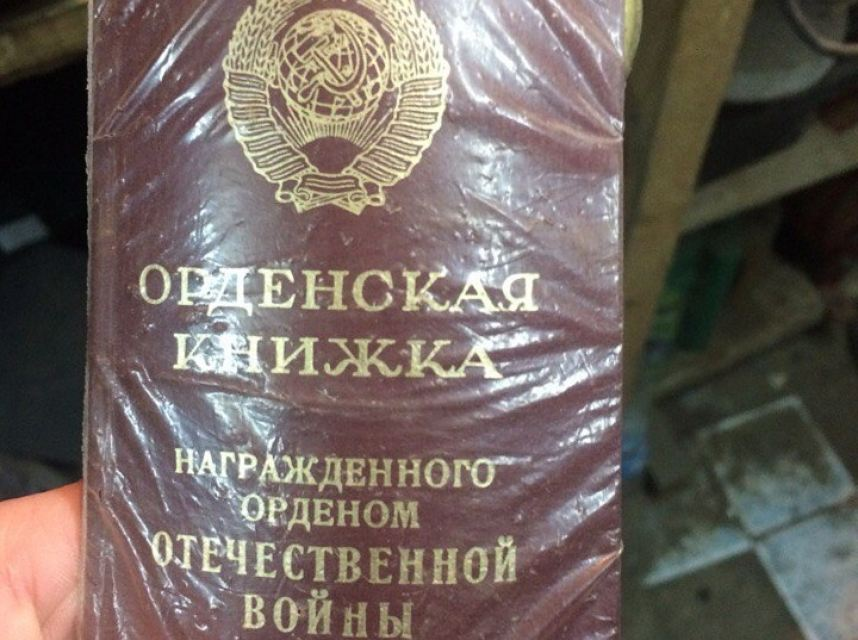 ОРДЕНСКАЯ
КНИЖКА
НАГРАЖДЕННОГО
ОРДЕНОМ
ОТЕЧЕСТВЕННОЙ
ВОЙНЫ